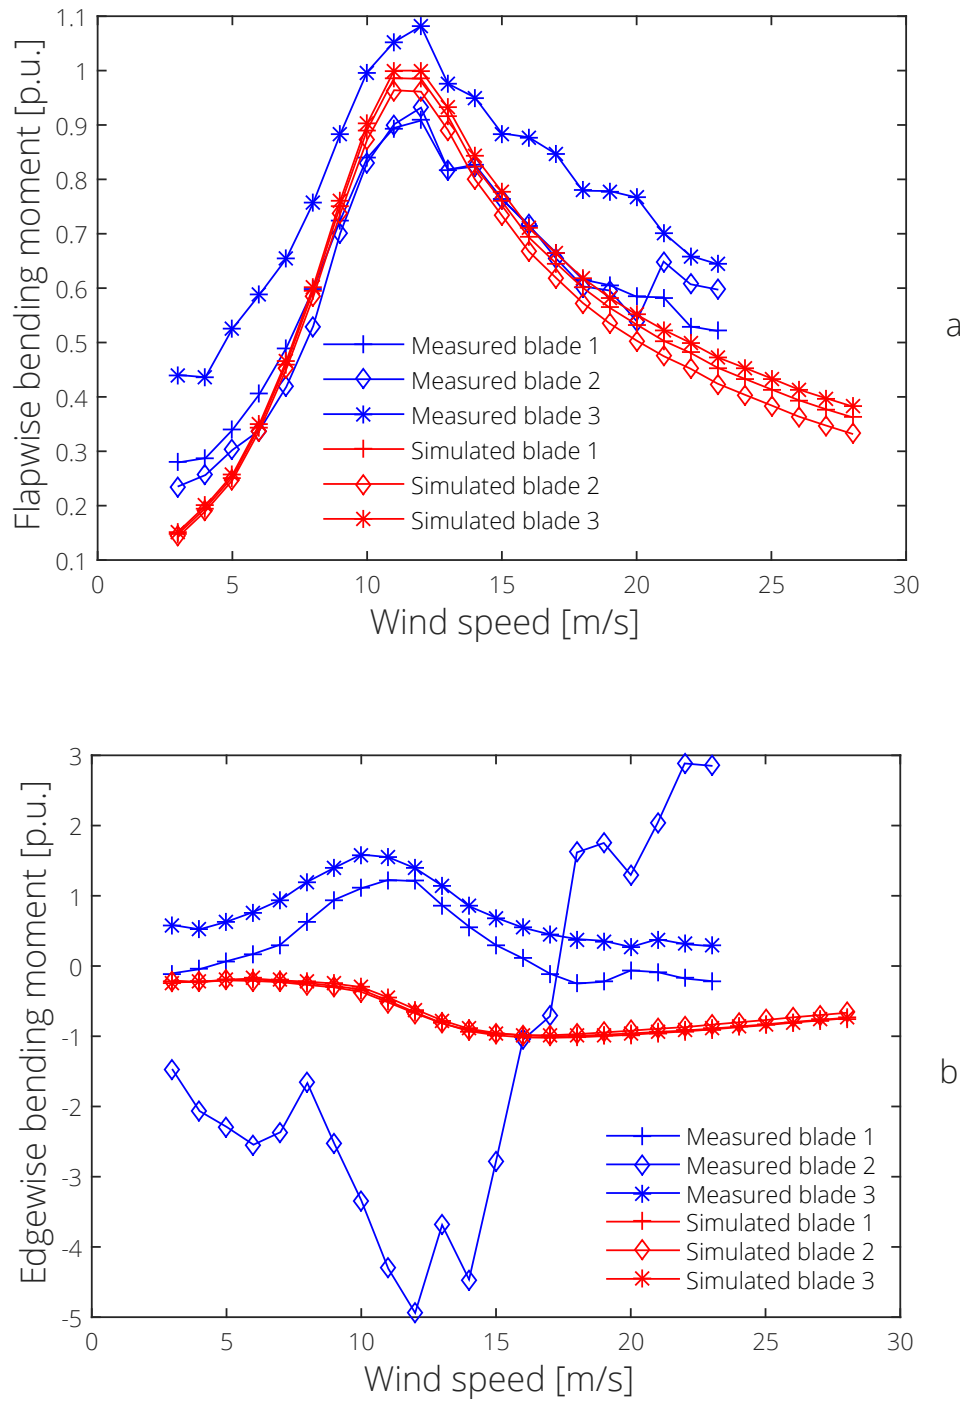 1.1
1
0.9
0.8
0.7
0.6
0.5
0.4
0.3
0.2
0.1
Flapwise bending moment [p.u.]
Measured blade 1
Measured blade 2
Measured blade 3
Simulated blade 1
Simulated blade 2
Simulated blade 3
0 5 10 15 20 25 30
Wind speed [m/s]
a
3
2
1
0
-1
-2
-3
-4
-5
Edgewise bending moment [p.u.]
Measured blade 1
Measured blade 2
Measured blade 3
Simulated blade 1
Simulated blade 2
Simulated blade 3
0 5 10 15 20 25 30
Wind speed [m/s]
b